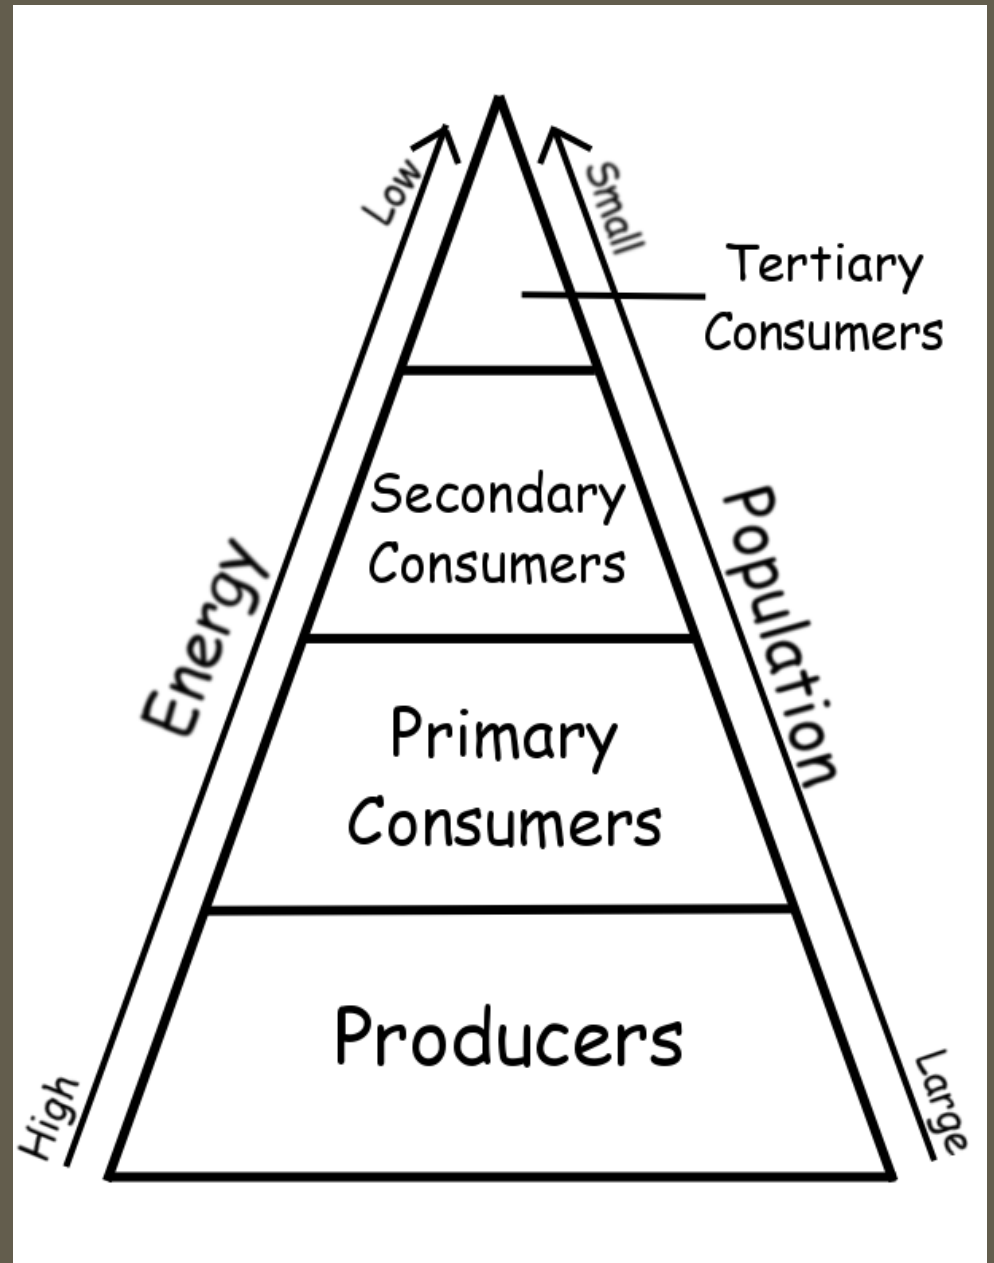 Low
Small
Tertiary
Consumers
Secondary
Consumers
Energy
Population
Primary
Consumers
Producers
High
Large